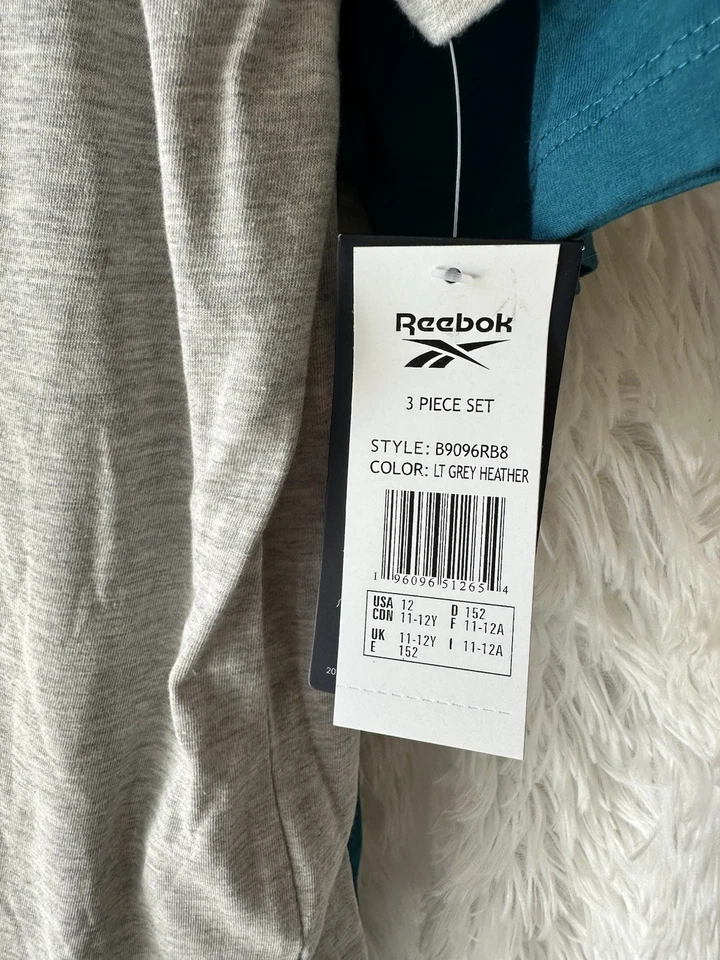 Reebok
3 PIECE SET
STYLE: B9096RB8
COLOR: LT GREY HEATHER
1 96096 51265 4
USA 12 D 152
CDN 11-12Y F 11-12A
UK 11-12Y I 11-12A
E 152
20